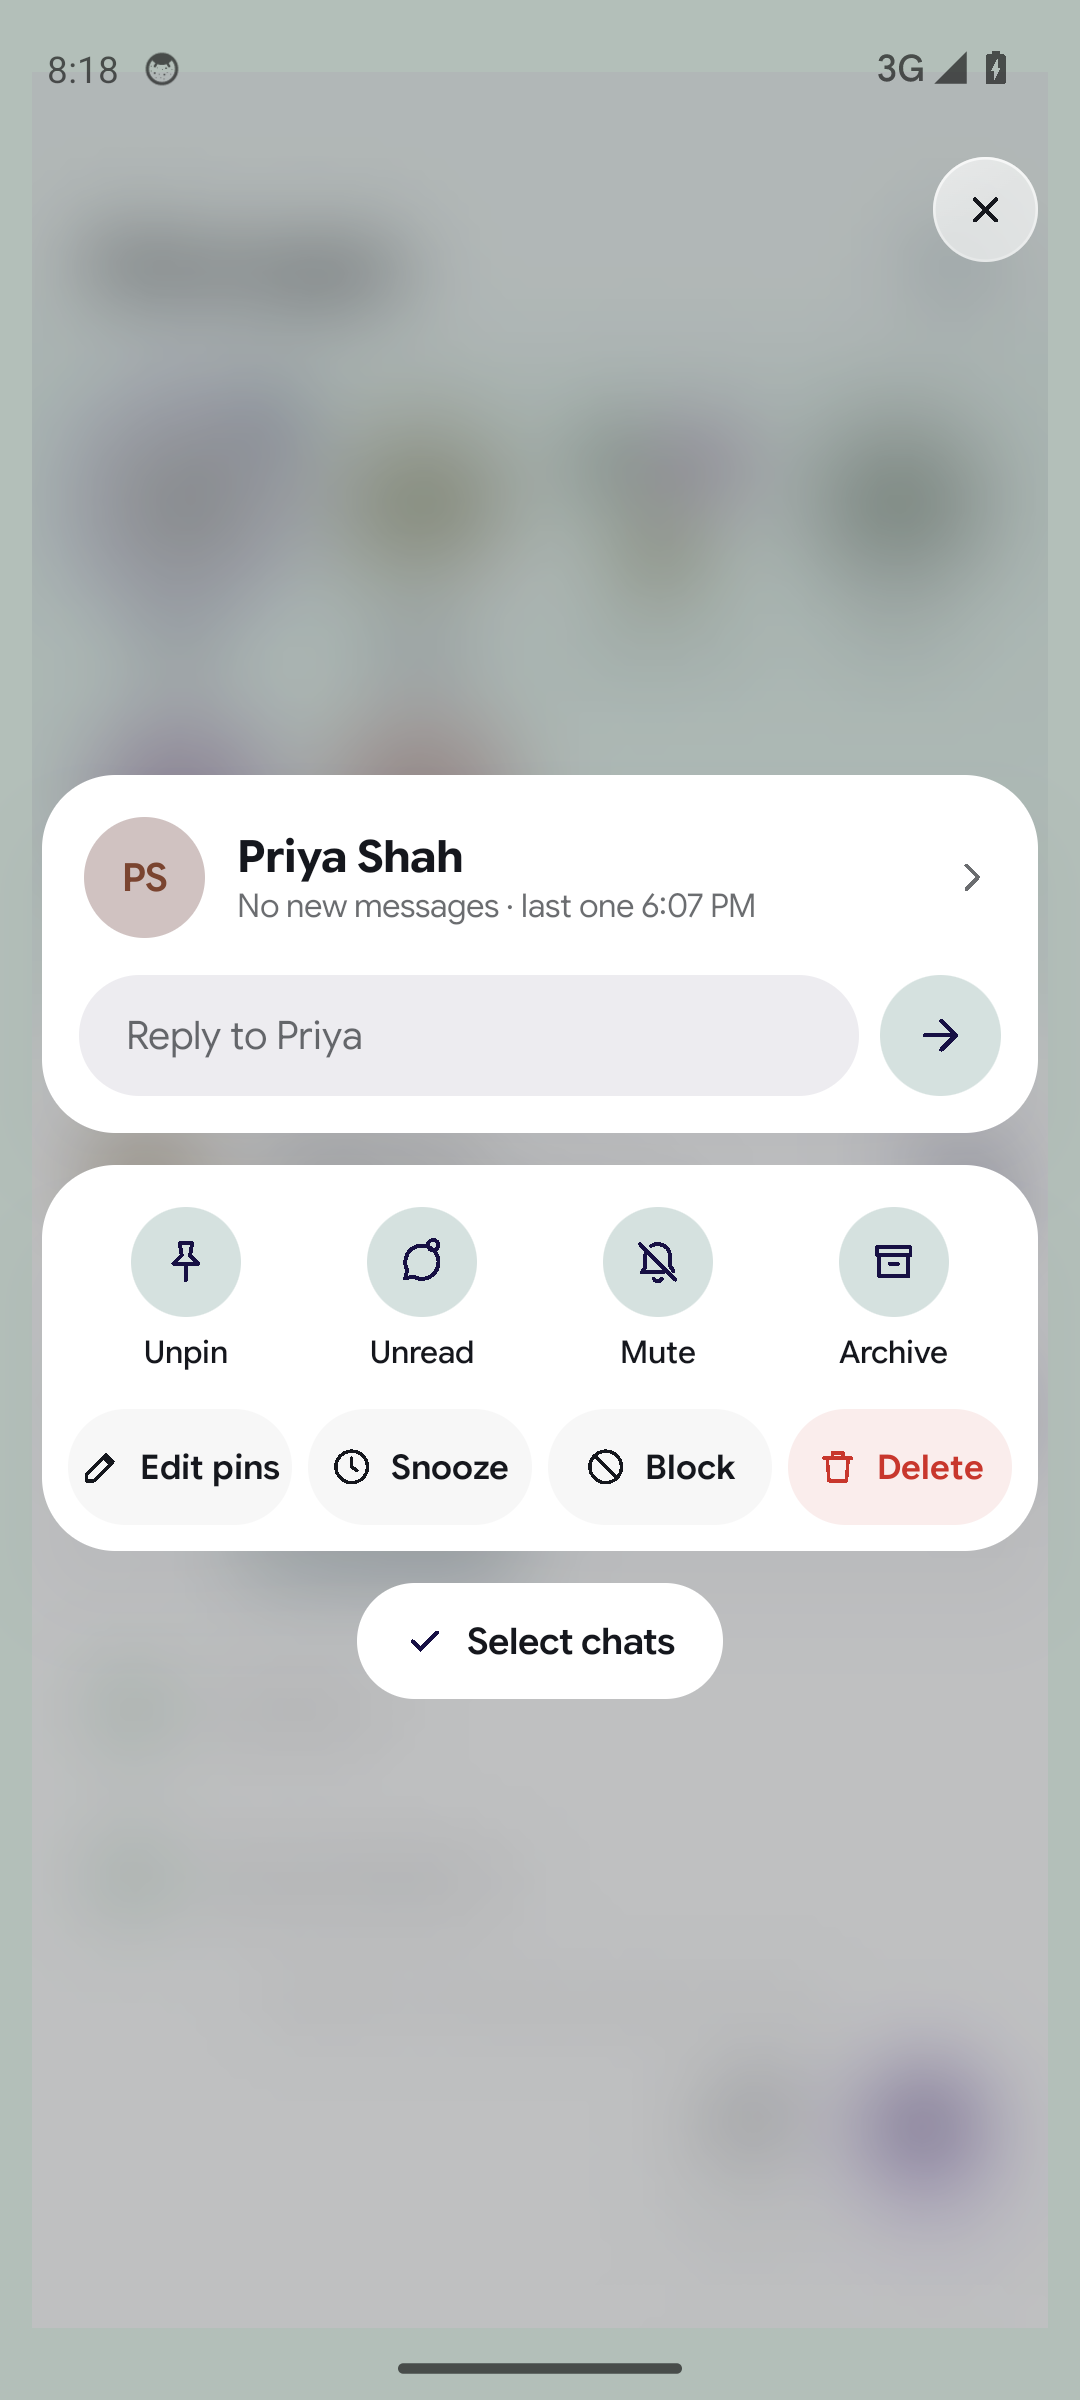 8:18
3G
PS
Priya Shah
No new messages · last one 6:07 PM
Reply to Priya
Unpin
Unread
Mute
Archive
Edit pins
Snooze
Block
Delete
Select chats